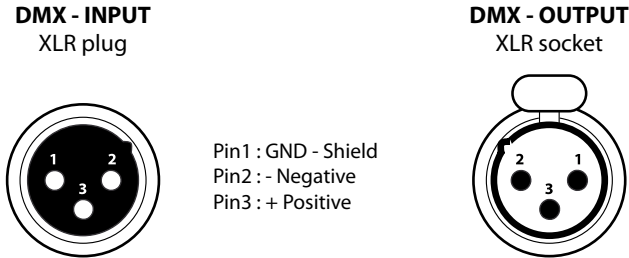 DMX - INPUT
XLR plug
DMX - OUTPUT
XLR socket
1 2
3
Pin1 : GND - Shield
Pin2 : - Negative
Pin3 : + Positive
2 1
3